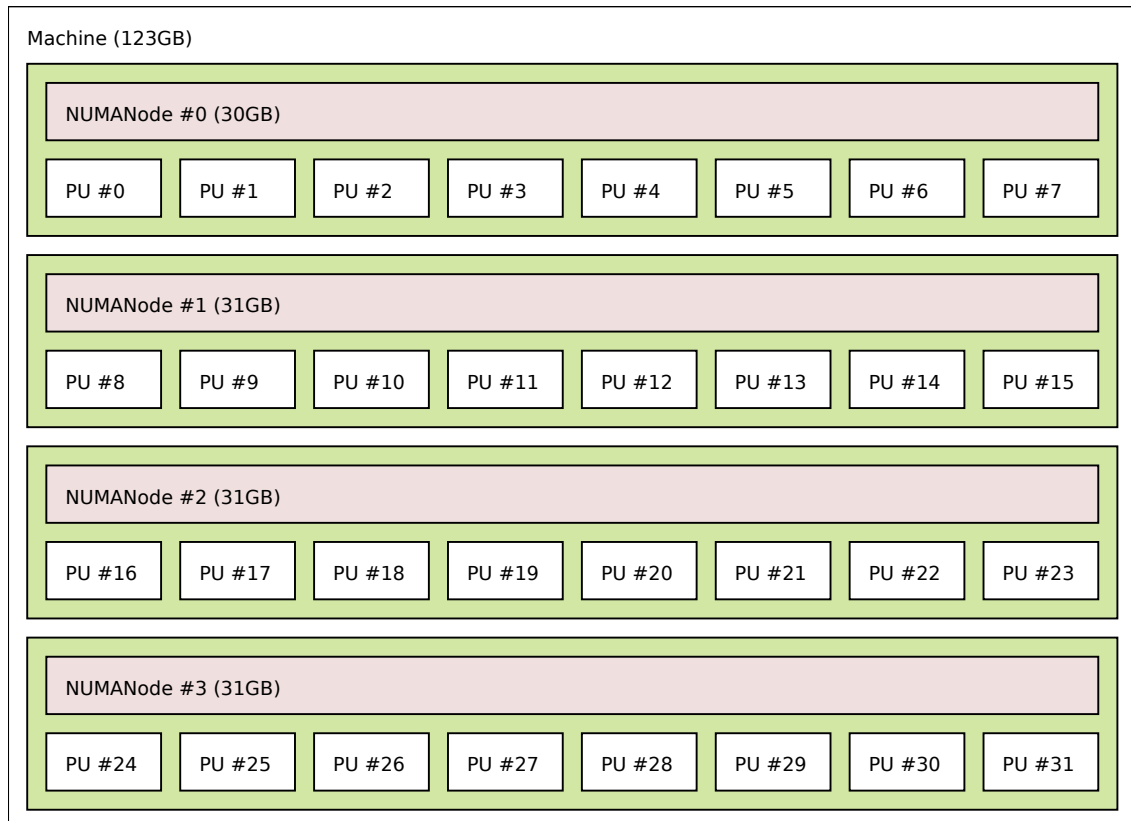 Machine (123GB)
NUMANode #0 (30GB)
PU #0 PU #1 PU #2 PU #3 PU #4 PU #5 PU #6 PU #7
NUMANode #1 (31GB)
PU #8 PU #9 PU #10 PU #11 PU #12 PU #13 PU #14 PU #15
NUMANode #2 (31GB)
PU #16 PU #17 PU #18 PU #19 PU #20 PU #21 PU #22 PU #23
NUMANode #3 (31GB)
PU #24 PU #25 PU #26 PU #27 PU #28 PU #29 PU #30 PU #31